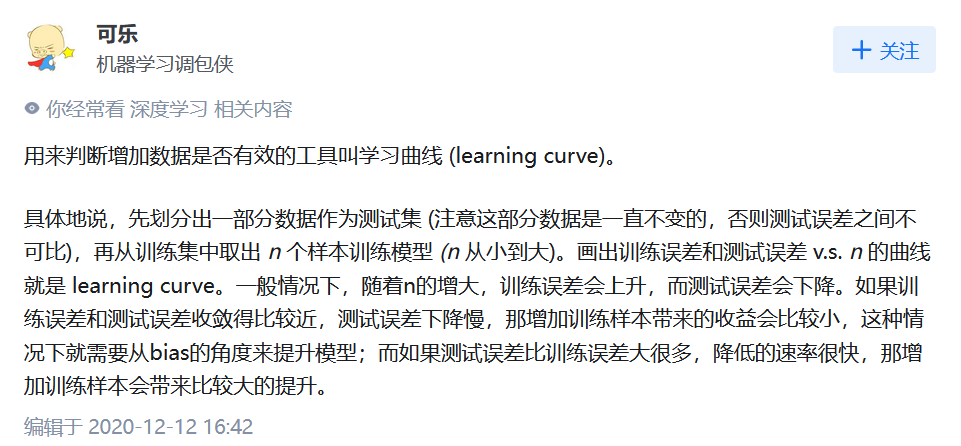 可乐
机器学习调包侠
关注
你经常看 深度学习 相关内容
用来判断增加数据是否有效的工具叫学习曲线 (learning curve)。
具体地说，先划分出一部分数据作为测试集 (注意这部分数据是一直不变的，否则测试误差之间不
可比)，再从训练集中取出 n 个样本训练模型 (n 从小到大)。画出训练误差和测试误差 v.s. n 的曲线
就是 learning curve。一般情况下，随着n的增大，训练误差会上升，而测试误差会下降。如果训
练误差和测试误差收敛得比较近，测试误差下降慢，那增加训练样本带来的收益会比较小，这种情
况下就需要从bias的角度来提升模型；而如果测试误差比训练误差大很多，降低的速率很快，那增
加训练样本会带来比较大的提升。
编辑于 2020-12-12 16:42